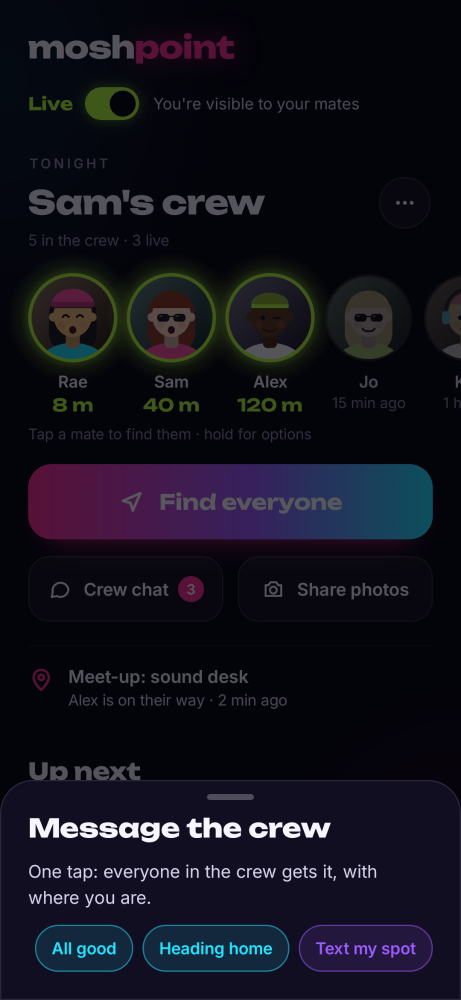 moshpoint
Live You're visible to your mates
TONIGHT
Sam's crew
5 in the crew · 3 live
Rae Sam Alex Jo
8 m 40 m 120 m 15 min ago 1 h
Tap a mate to find them · hold for options
Find everyone
Crew chat 3 Share photos
Meet-up: sound desk
Alex is on their way · 2 min ago
Up next
Message the crew
One tap: everyone in the crew gets it, with
where you are.
All good Heading home Text my spot